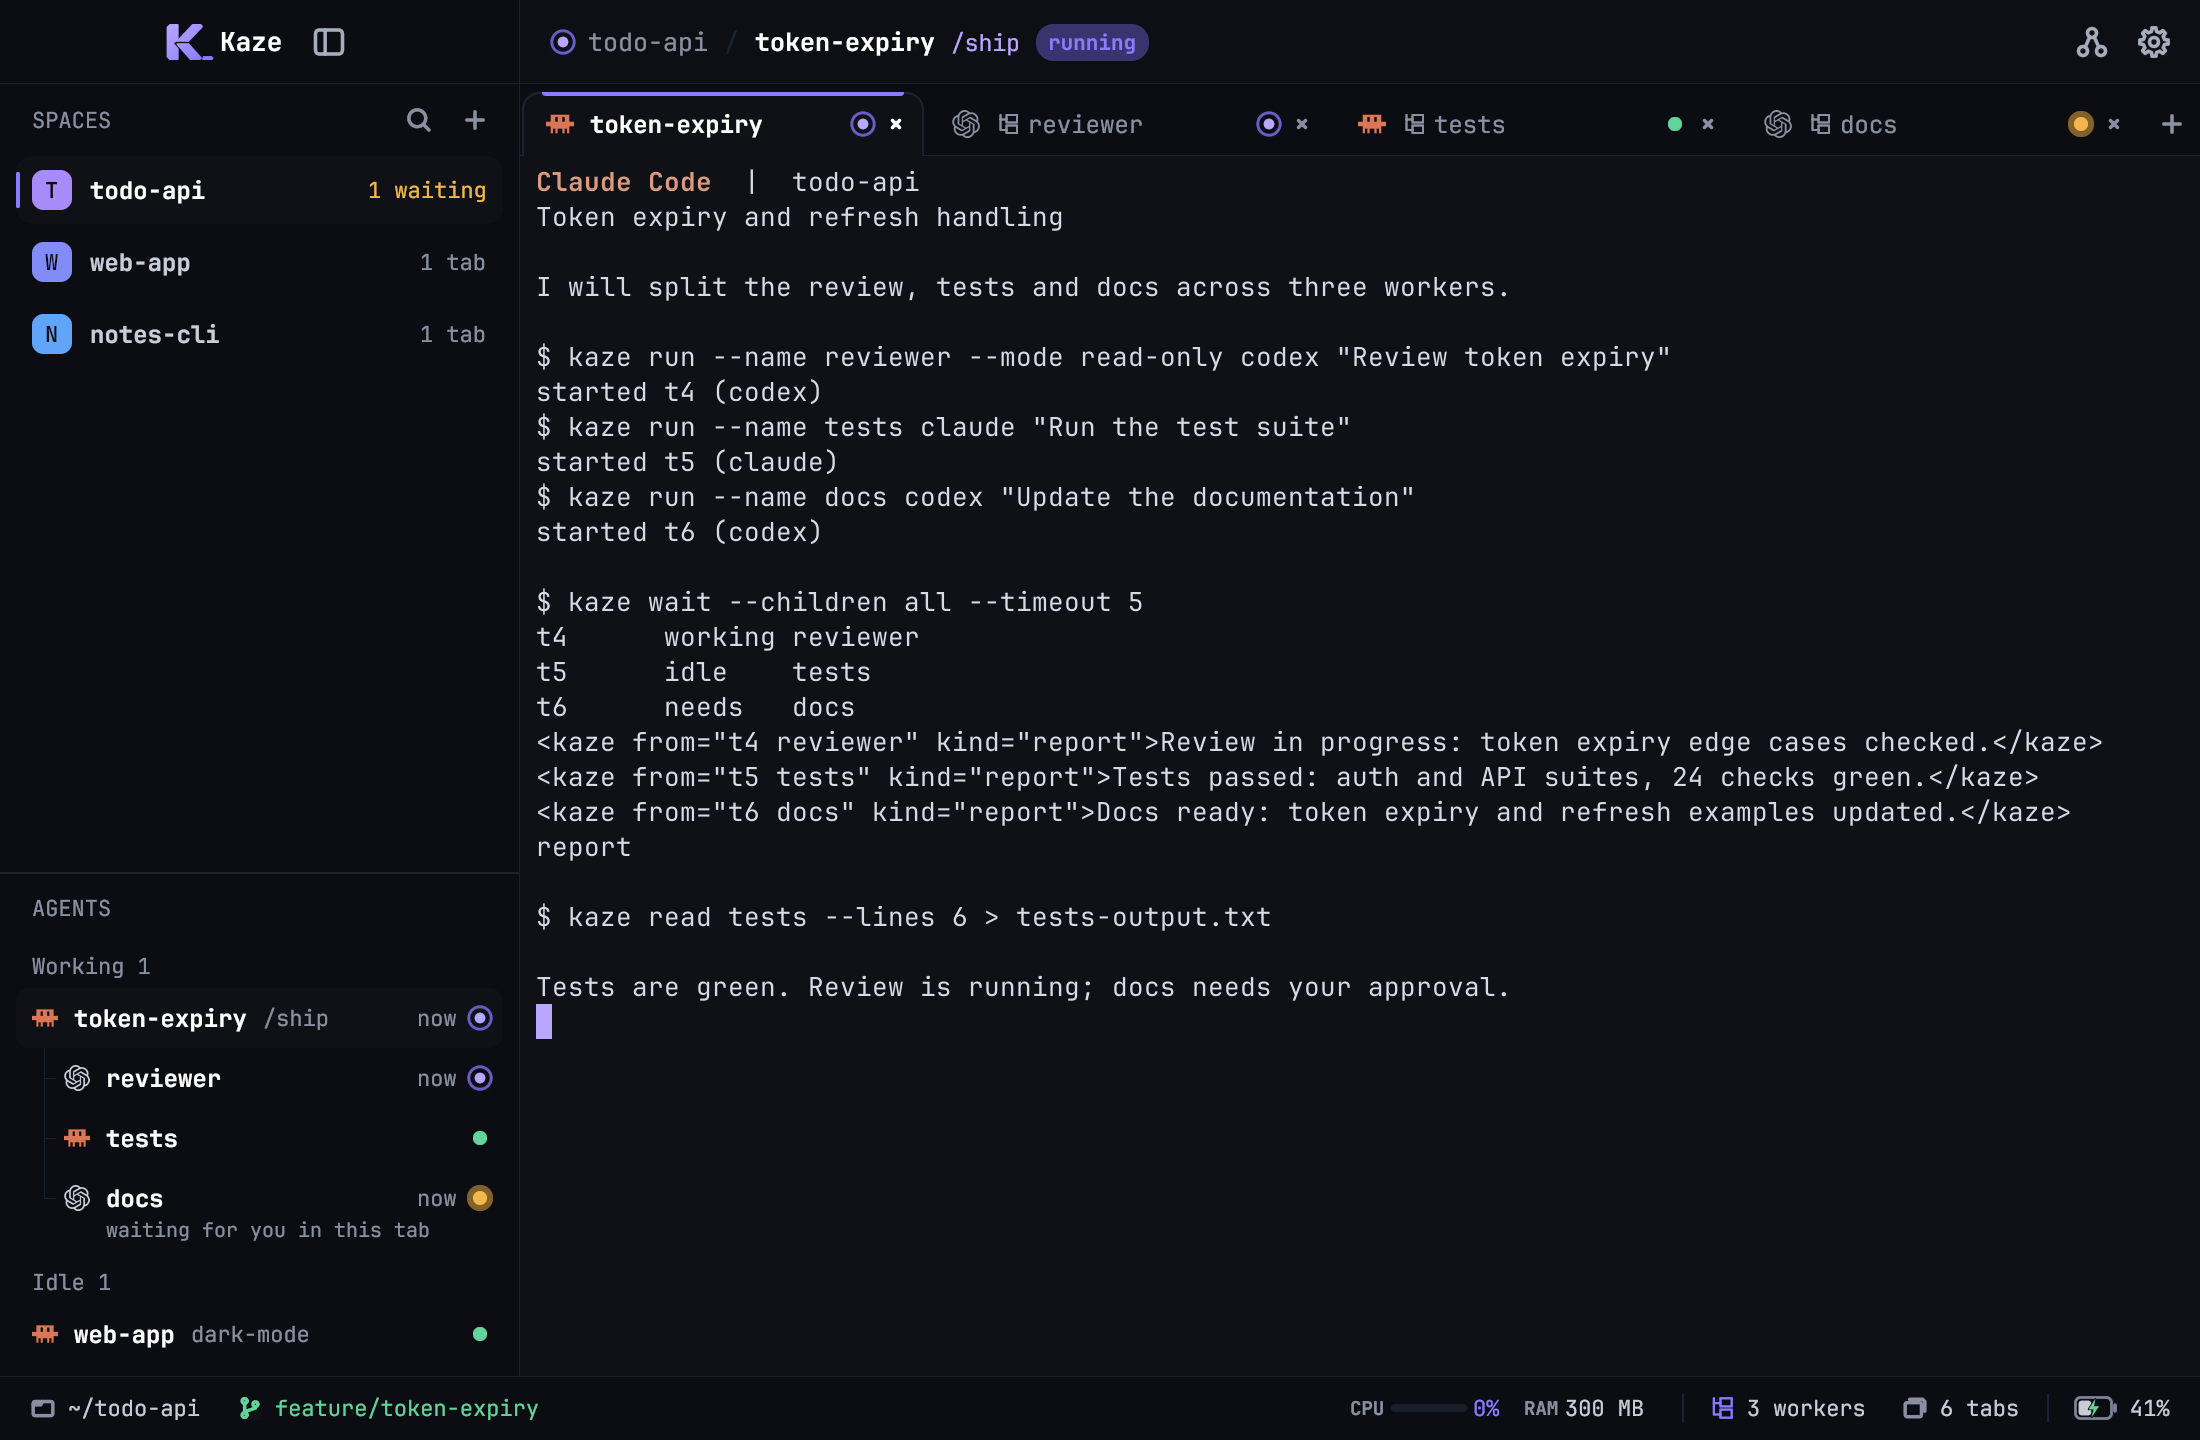 Kaze
todo-api / token-expiry /ship running
SPACES
T todo-api 1 waiting
W web-app 1 tab
N notes-cli 1 tab
token-expiry
reviewer
tests
docs
Claude Code | todo-api
Token expiry and refresh handling
I will split the review, tests and docs across three workers.
$ kaze run --name reviewer --mode read-only codex "Review token expiry"
started t4 (codex)
$ kaze run --name tests claude "Run the test suite"
started t5 (claude)
$ kaze run --name docs codex "Update the documentation"
started t6 (codex)
$ kaze wait --children all --timeout 5
t4 working reviewer
t5 idle tests
t6 needs docs
<kaze from="t4 reviewer" kind="report">Review in progress: token expiry edge cases checked.</kaze>
<kaze from="t5 tests" kind="report">Tests passed: auth and API suites, 24 checks green.</kaze>
<kaze from="t6 docs" kind="report">Docs ready: token expiry and refresh examples updated.</kaze>
report
$ kaze read tests --lines 6 > tests-output.txt
Tests are green. Review is running; docs needs your approval.
AGENTS
Working 1
token-expiry /ship now
reviewer now
tests
docs now
waiting for you in this tab
Idle 1
web-app dark-mode
~/todo-api feature/token-expiry
CPU 0% RAM 300 MB 3 workers 6 tabs 41%